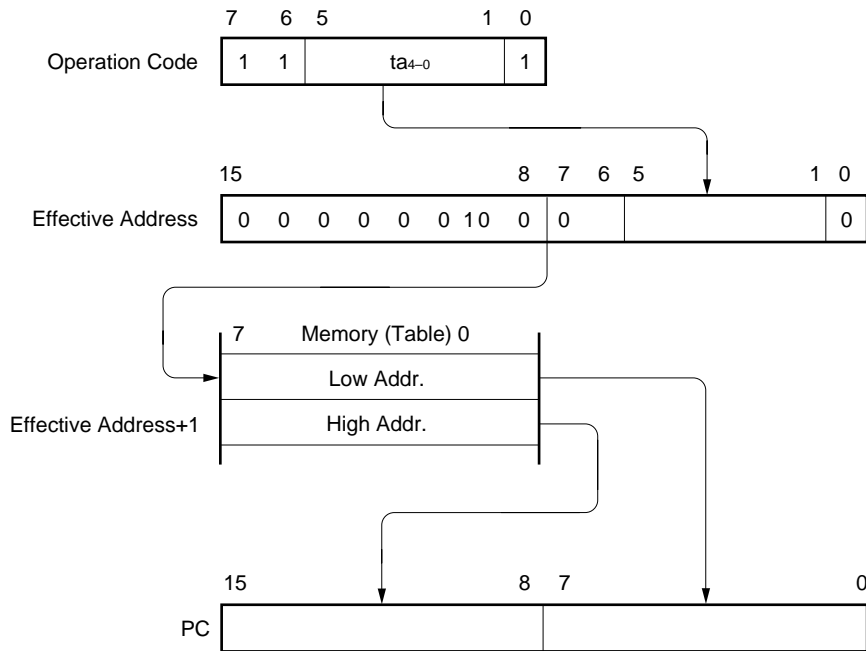 7 6 5 1 0
Operation Code 1 1 ta4–0 1
15 8 7 6 5 1 0
Effective Address 0 0 0 0 0 0 1 0 0 0 0
7 Memory (Table) 0
Low Addr.
High Addr.
Effective Address+1
15 8 7 0
PC